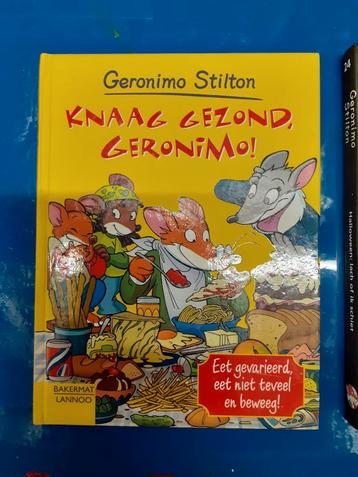 Geronimo Stilton
KNAAG GEZOND,
GERONIMO!
Eet gevarieerd,
eet niet teveel
en beweeg!
BAKERMAT
LANNOO
24
Geronimo
Stilton
Halloween: lach of ik schiet